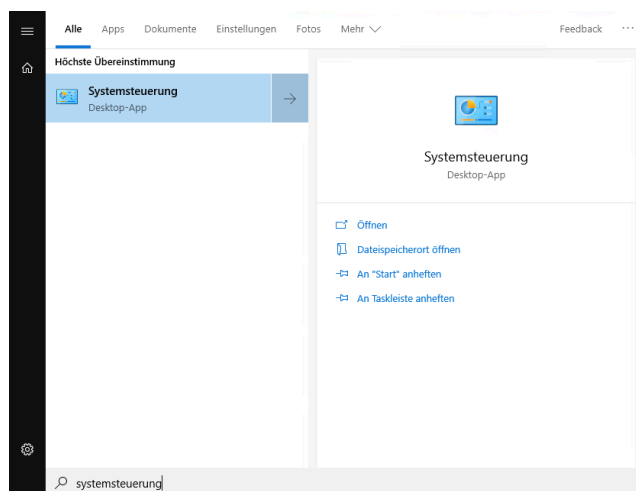 Alle Apps Dokumente Einstellungen Fotos Mehr Feedback ...
Höchste Übereinstimmung
Systemsteuerung
Desktop-App
Systemsteuerung
Desktop-App
Öffnen
Dateispeicherort öffnen
An "Start" anheften
An Taskleiste anheften
systemsteuerung